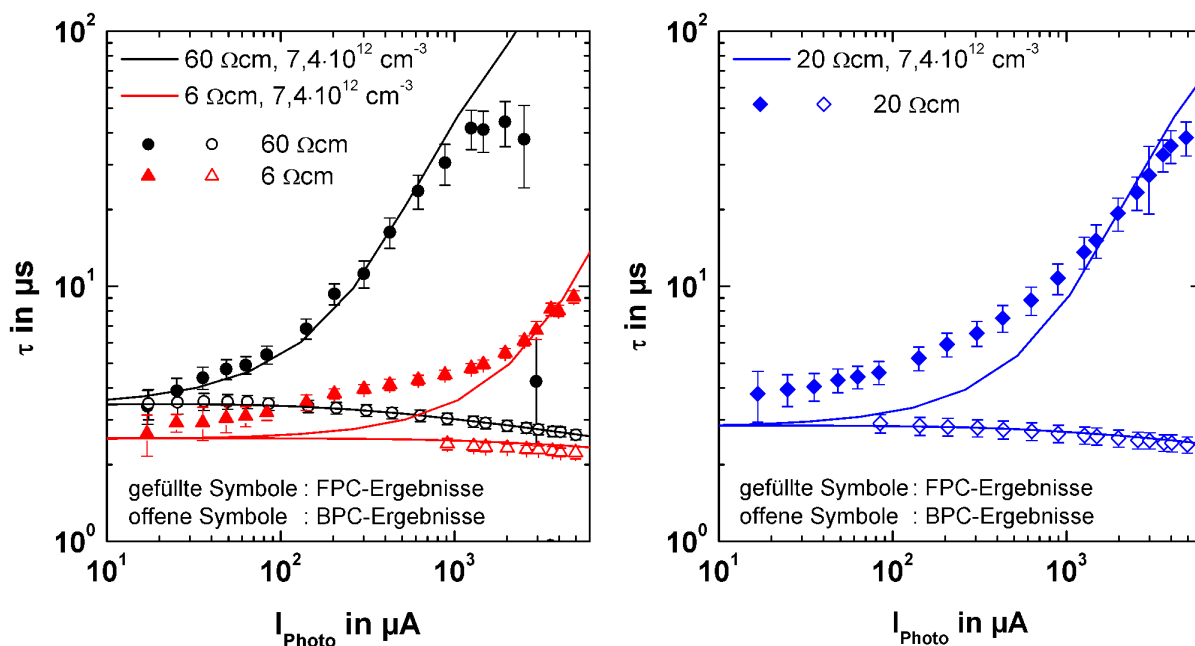 10²
60 Ωcm, 7,4·10¹² cm⁻³
6 Ωcm, 7,4·10¹² cm⁻³
60 Ωcm
6 Ωcm
10¹
τ in µs
gefüllte Symbole : FPC-Ergebnisse
offene Symbole : BPC-Ergebnisse
10⁰
10¹ 10² 10³
I_Photo in µA
10²
20 Ωcm, 7,4·10¹² cm⁻³
20 Ωcm
10¹
τ in µs
gefüllte Symbole : FPC-Ergebnisse
offene Symbole : BPC-Ergebnisse
10⁰
10¹ 10² 10³
I_Photo in µA